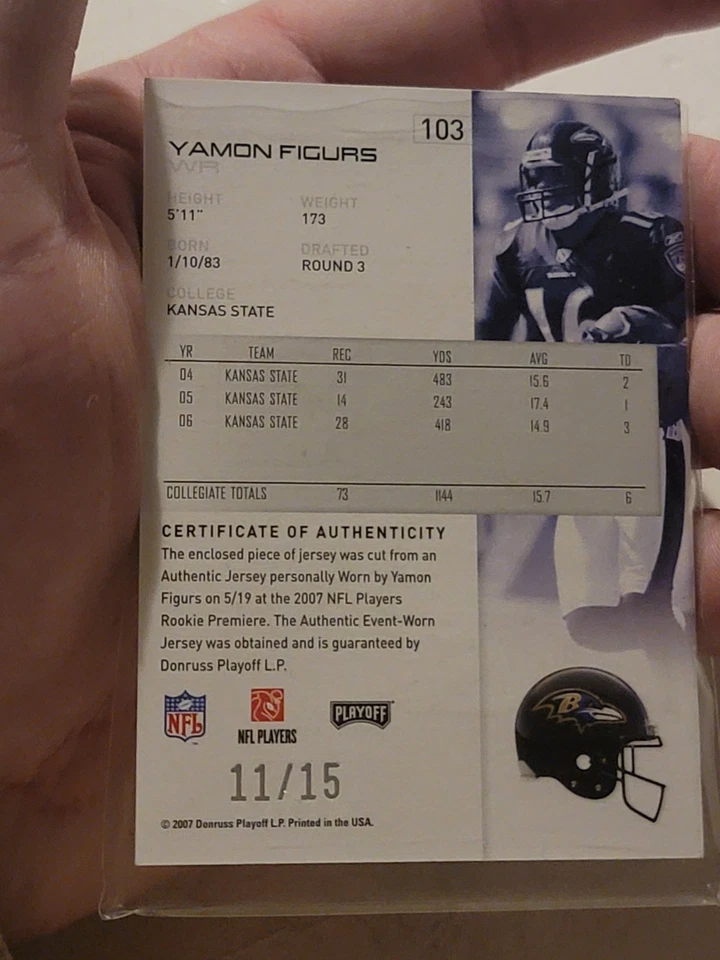 103
YAMON FIGURS
WR
HEIGHT WEIGHT
5'11" 173
BORN DRAFTED
1/10/83 ROUND 3
COLLEGE
KANSAS STATE
YR TEAM REC YDS AVG TD
04 KANSAS STATE 31 483 15.6 2
05 KANSAS STATE 14 243 17.4 1
06 KANSAS STATE 28 418 14.9 3
COLLEGIATE TOTALS 73 1144 15.7 6
CERTIFICATE OF AUTHENTICITY
The enclosed piece of jersey was cut from an
Authentic Jersey personally Worn by Yamon
Figurs on 5/19 at the 2007 NFL Players
Rookie Premiere. The Authentic Event-Worn
Jersey was obtained and is guaranteed by
Donruss Playoff L.P.
NFL NFL PLAYERS PLAYOFF
B
11/15
© 2007 Donruss Playoff L.P. Printed in the USA.